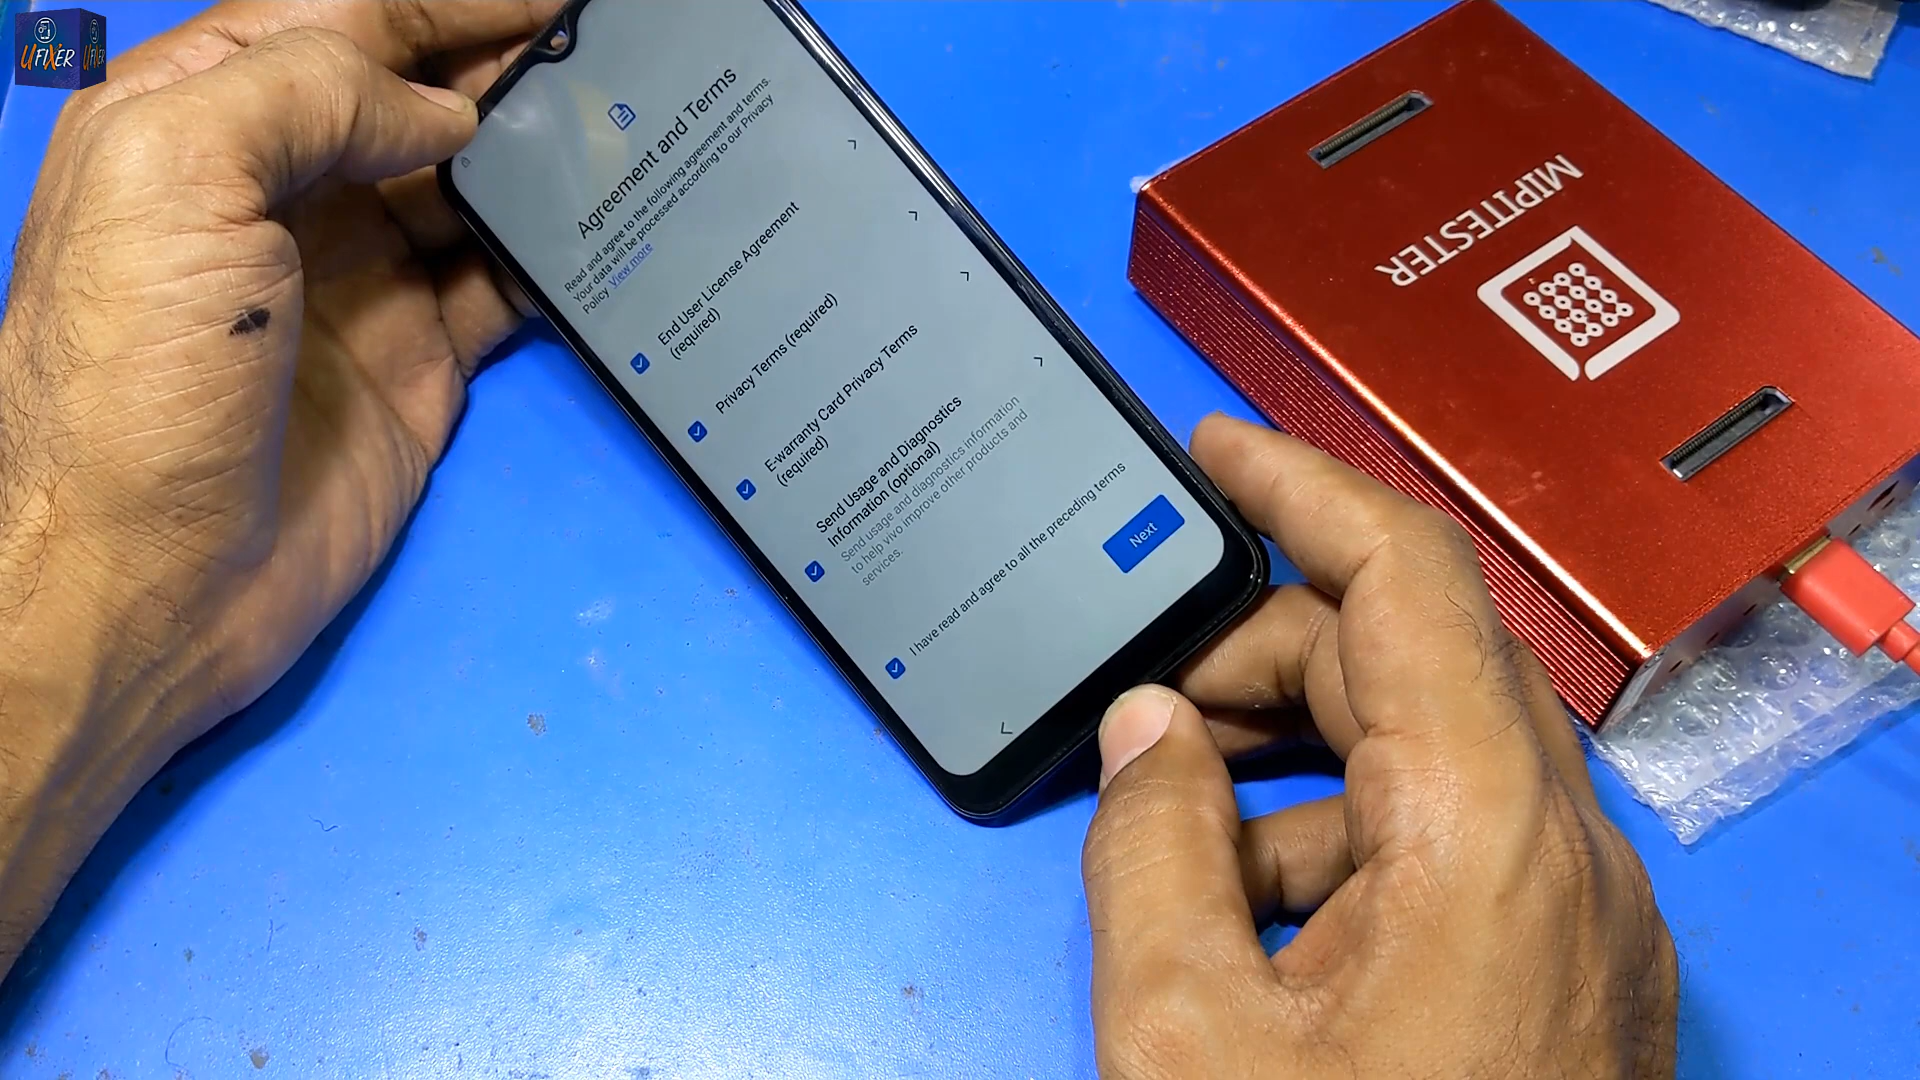 UFIXER
UFIXER
Agreement and Terms
Read and agree to the following agreement and terms.
Your data will be processed according to our Privacy
Policy View more
End User License Agreement
(required)
Privacy Terms (required)
E-warranty Card Privacy Terms
(required)
Send Usage and Diagnostics
Information (optional)
Send usage and diagnostics information
to help vivo improve other products and
services.
I have read and agree to all the preceding terms
Next
MIPITESTER